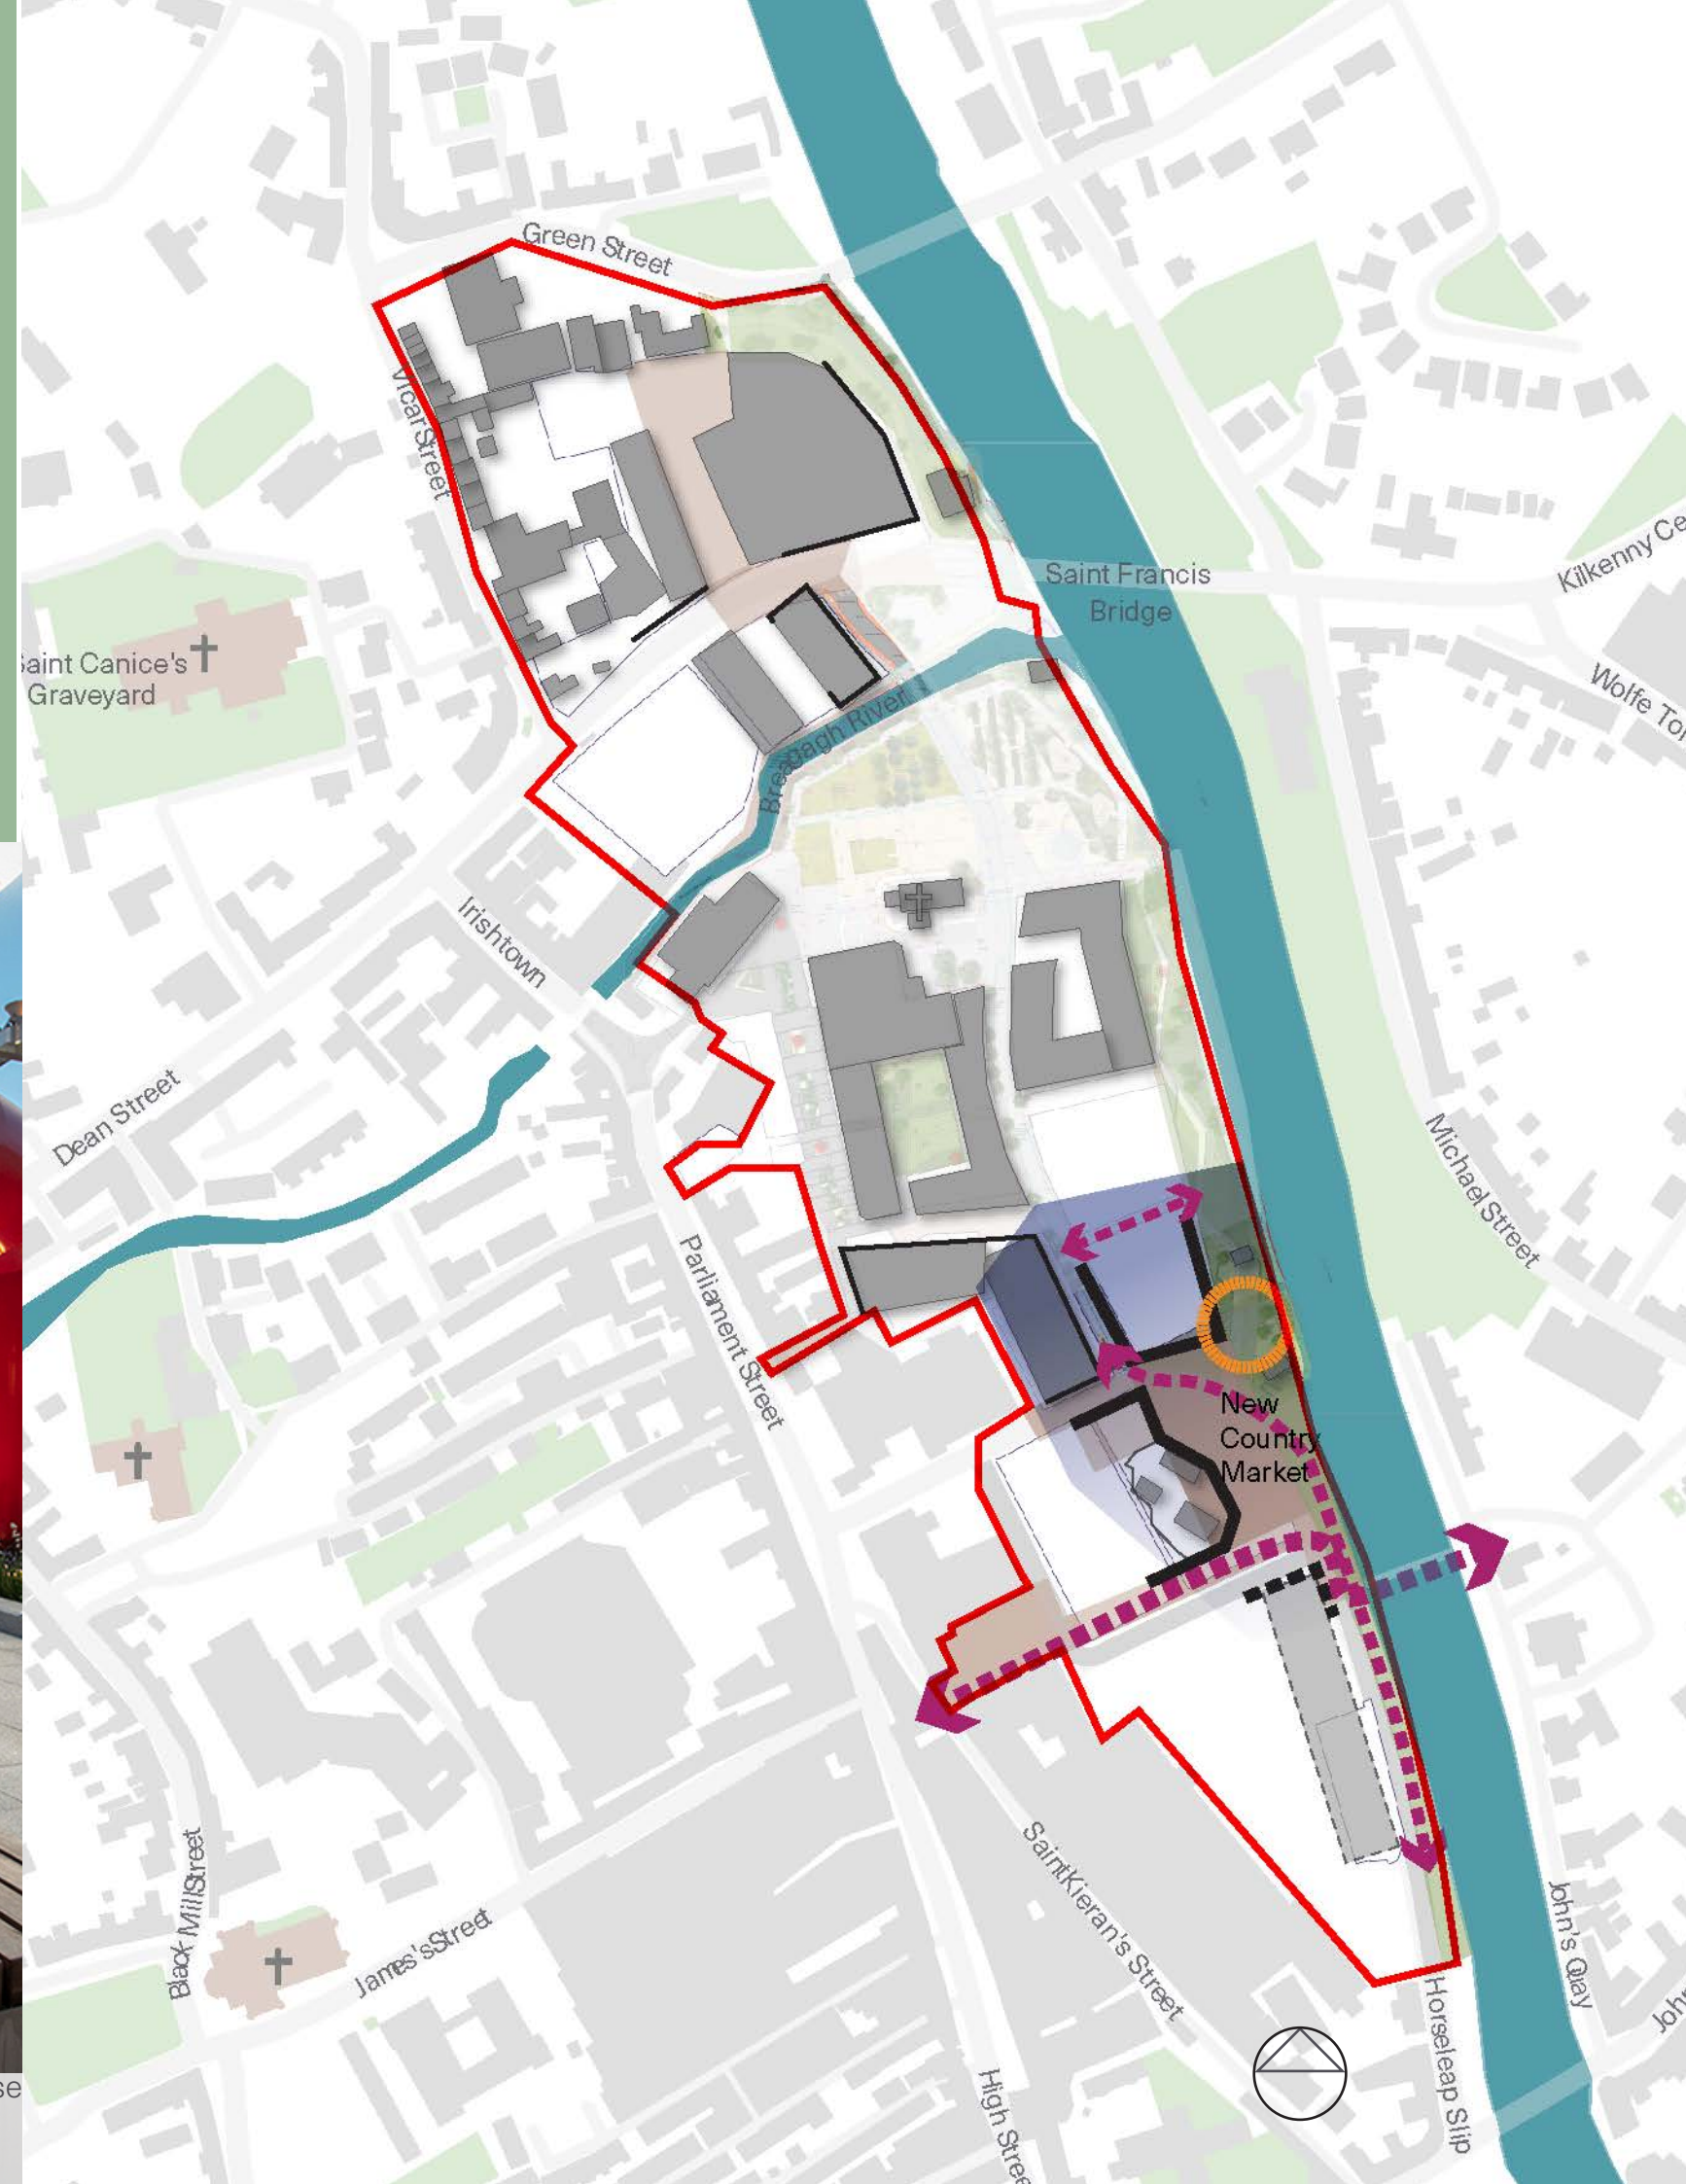 Green Street
Vicar Street
Saint Francis
Bridge
Kilkenny Ce
Saint Canice's
Graveyard
Wolfe To
Breagagh River
Irishtown
Dean Street
Michael Street
Parliament Street
New
Country
Market
Black Mill Street
James's Street
Saint Kieran's Street
John's Quay
Horseleap Slip
High Stree
Joh
se